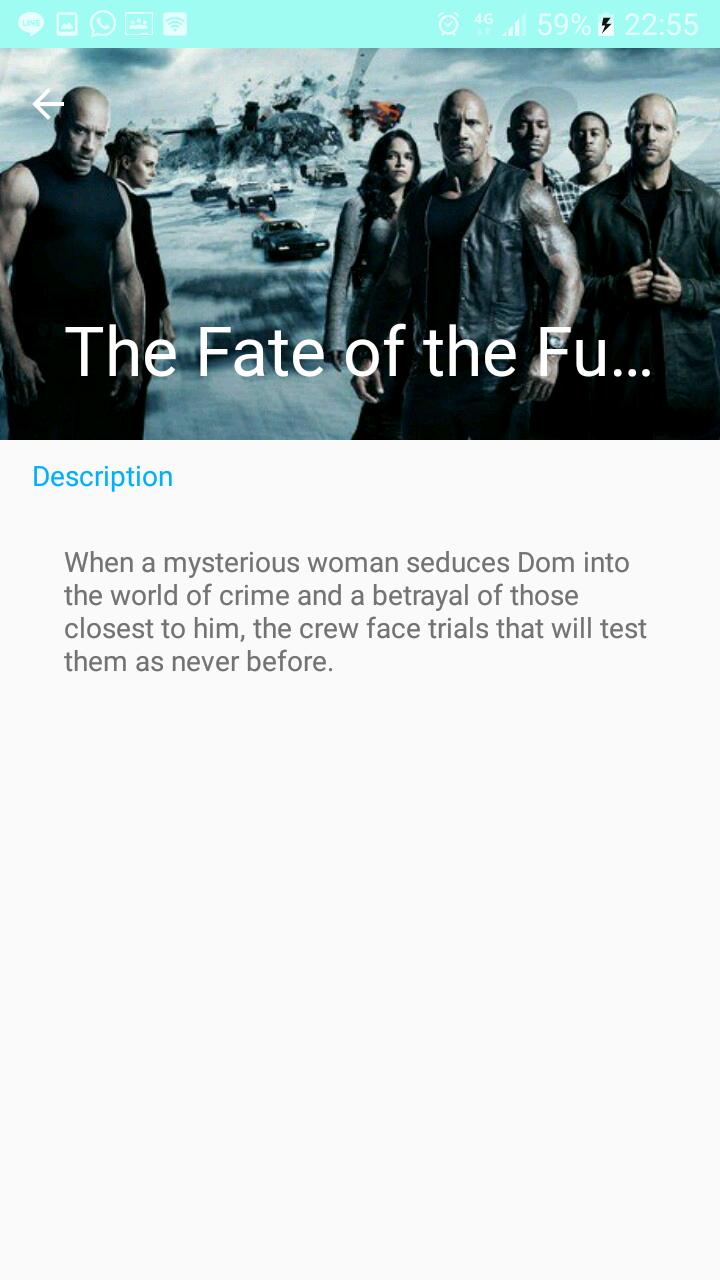 LINE
4G
59%
22:55
The Fate of the Fu...
Description
When a mysterious woman seduces Dom into
the world of crime and a betrayal of those
closest to him, the crew face trials that will test
them as never before.